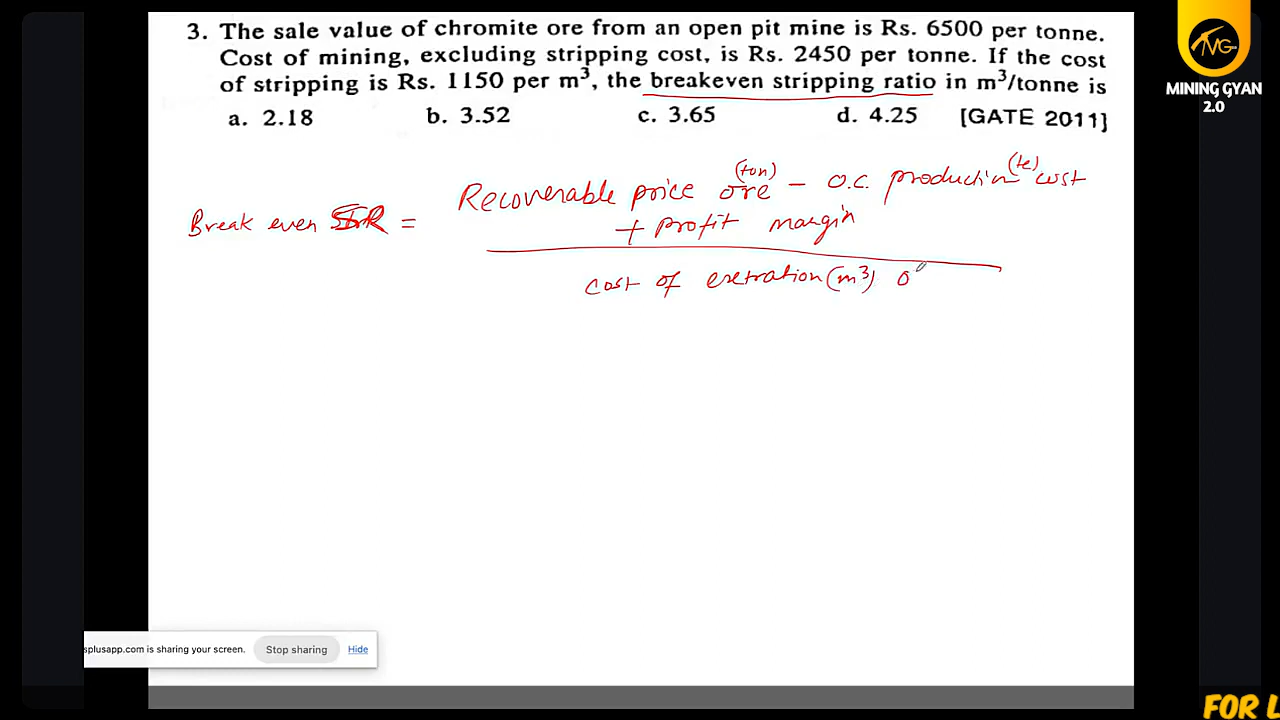 3. The sale value of chromite ore from an open pit mine is Rs. 6500 per tonne.
Cost of mining, excluding stripping cost, is Rs. 2450 per tonne. If the cost
of stripping is Rs. 1150 per m³, the breakeven stripping ratio in m³/tonne is
a. 2.18 b. 3.52 c. 3.65 d. 4.25 [GATE 2011]
TVG
MINING GYAN
2.0
(ton) (te)
Recoverable price ore – O.C. production cost
+ profit margin
Break even =
cost of exctration (m³) o
splusapp.com is sharing your screen. Stop sharing Hide
FOR L